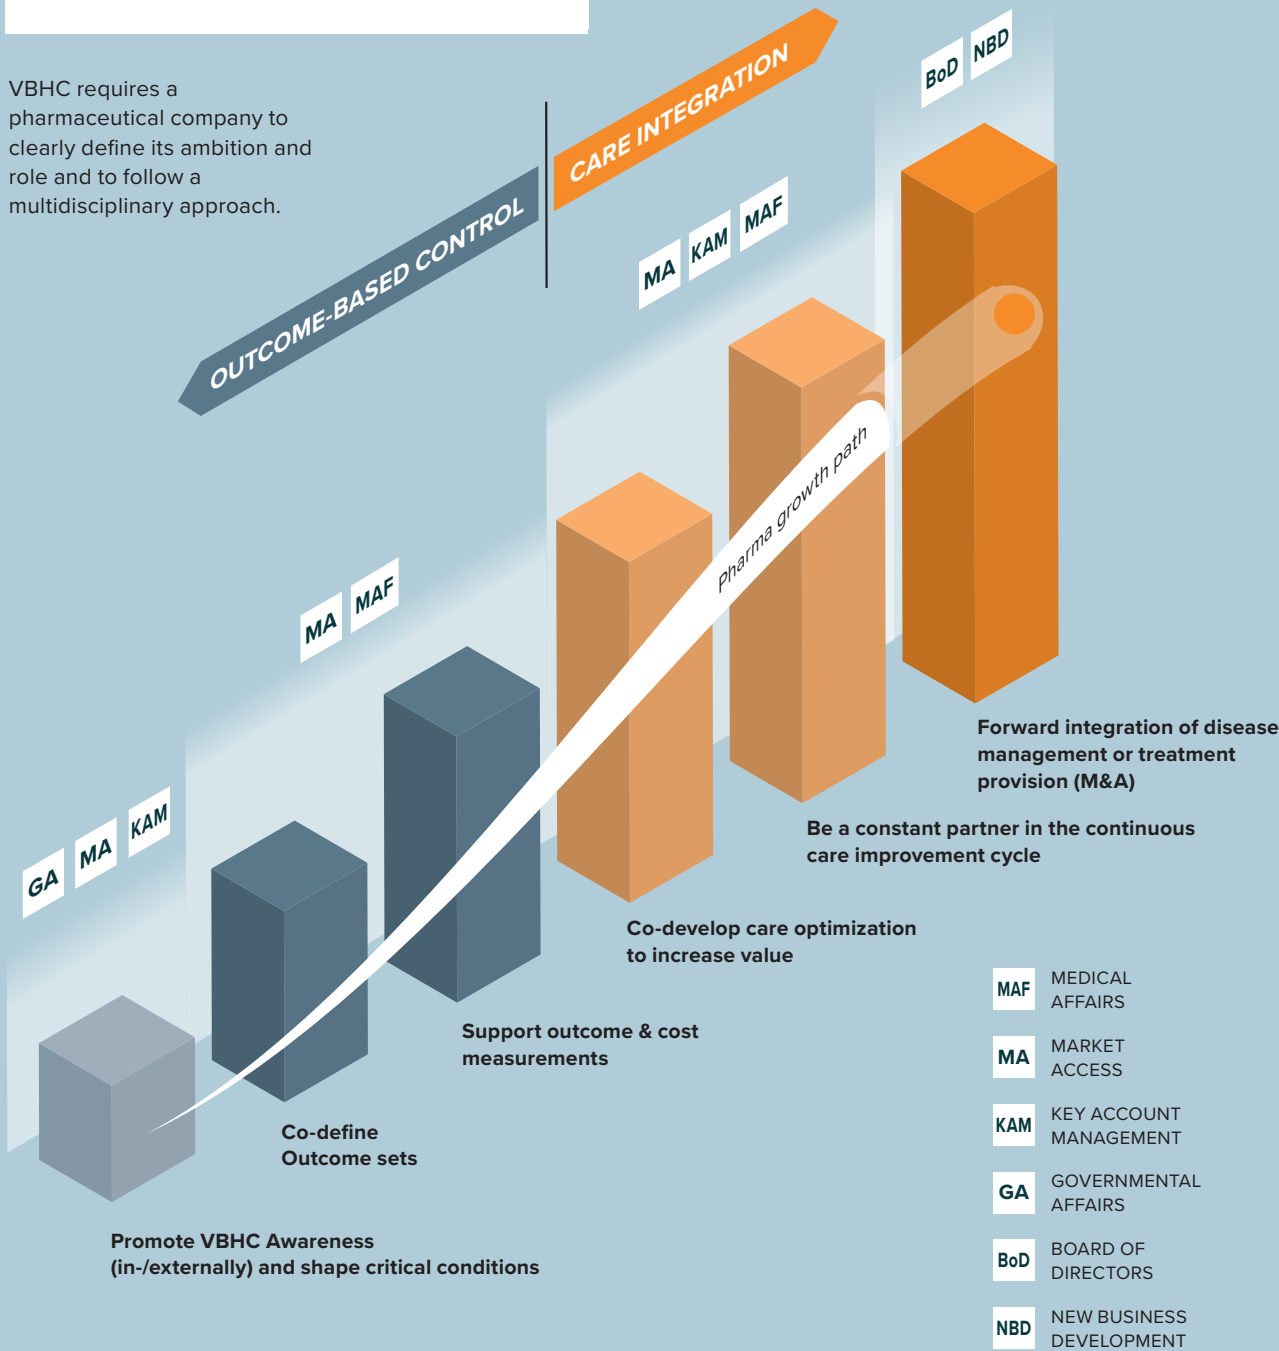 VBHC requires a
pharmaceutical company to
clearly define its ambition and
role and to follow a
multidisciplinary approach.
OUTCOME-BASED CONTROL
CARE INTEGRATION
BoD
NBD
MA
KAM
MAF
MA
MAF
GA
MA
KAM
Pharma growth path
Forward integration of disease
management or treatment
provision (M&A)
Be a constant partner in the continuous
care improvement cycle
Co-develop care optimization
to increase value
Support outcome & cost
measurements
Co-define
Outcome sets
Promote VBHC Awareness
(in-/externally) and shape critical conditions
MAF
MEDICAL
AFFAIRS
MA
MARKET
ACCESS
KAM
KEY ACCOUNT
MANAGEMENT
GA
GOVERNMENTAL
AFFAIRS
BoD
BOARD OF
DIRECTORS
NBD
NEW BUSINESS
DEVELOPMENT